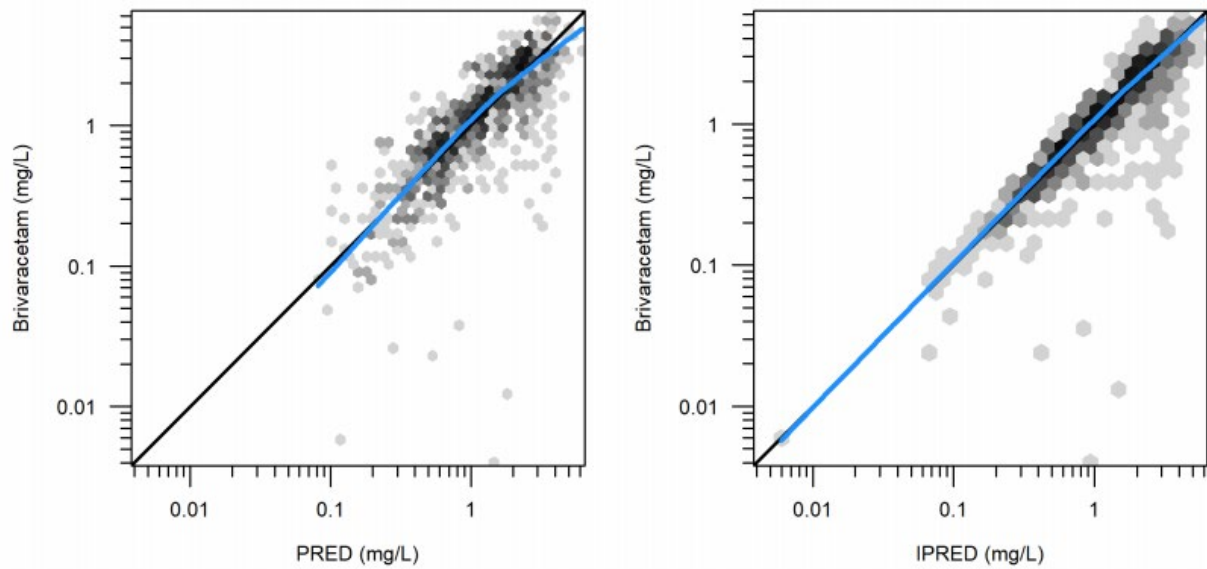 Brivaracetam (mg/L)
1
0.1
0.01
0.01 0.1 1
PRED (mg/L)
Brivaracetam (mg/L)
1
0.1
0.01
0.01 0.1 1
IPRED (mg/L)